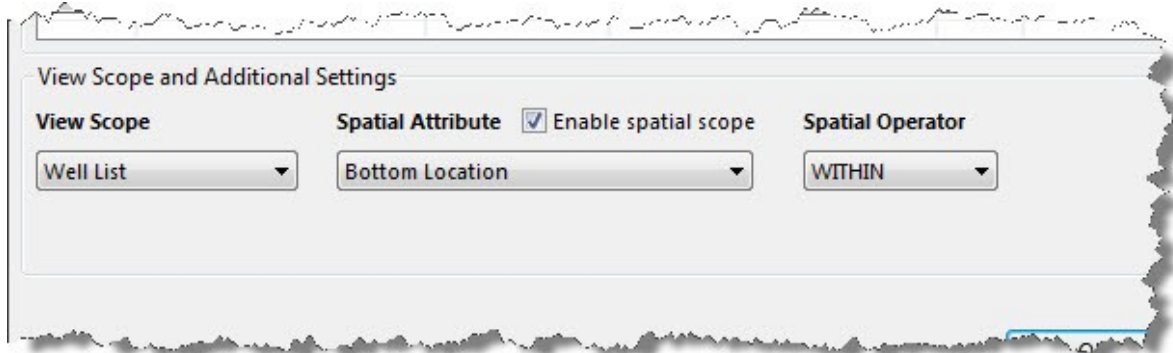 View Scope and Additional Settings
View Scope Spatial Attribute Enable spatial scope Spatial Operator
Well List Bottom Location WITHIN